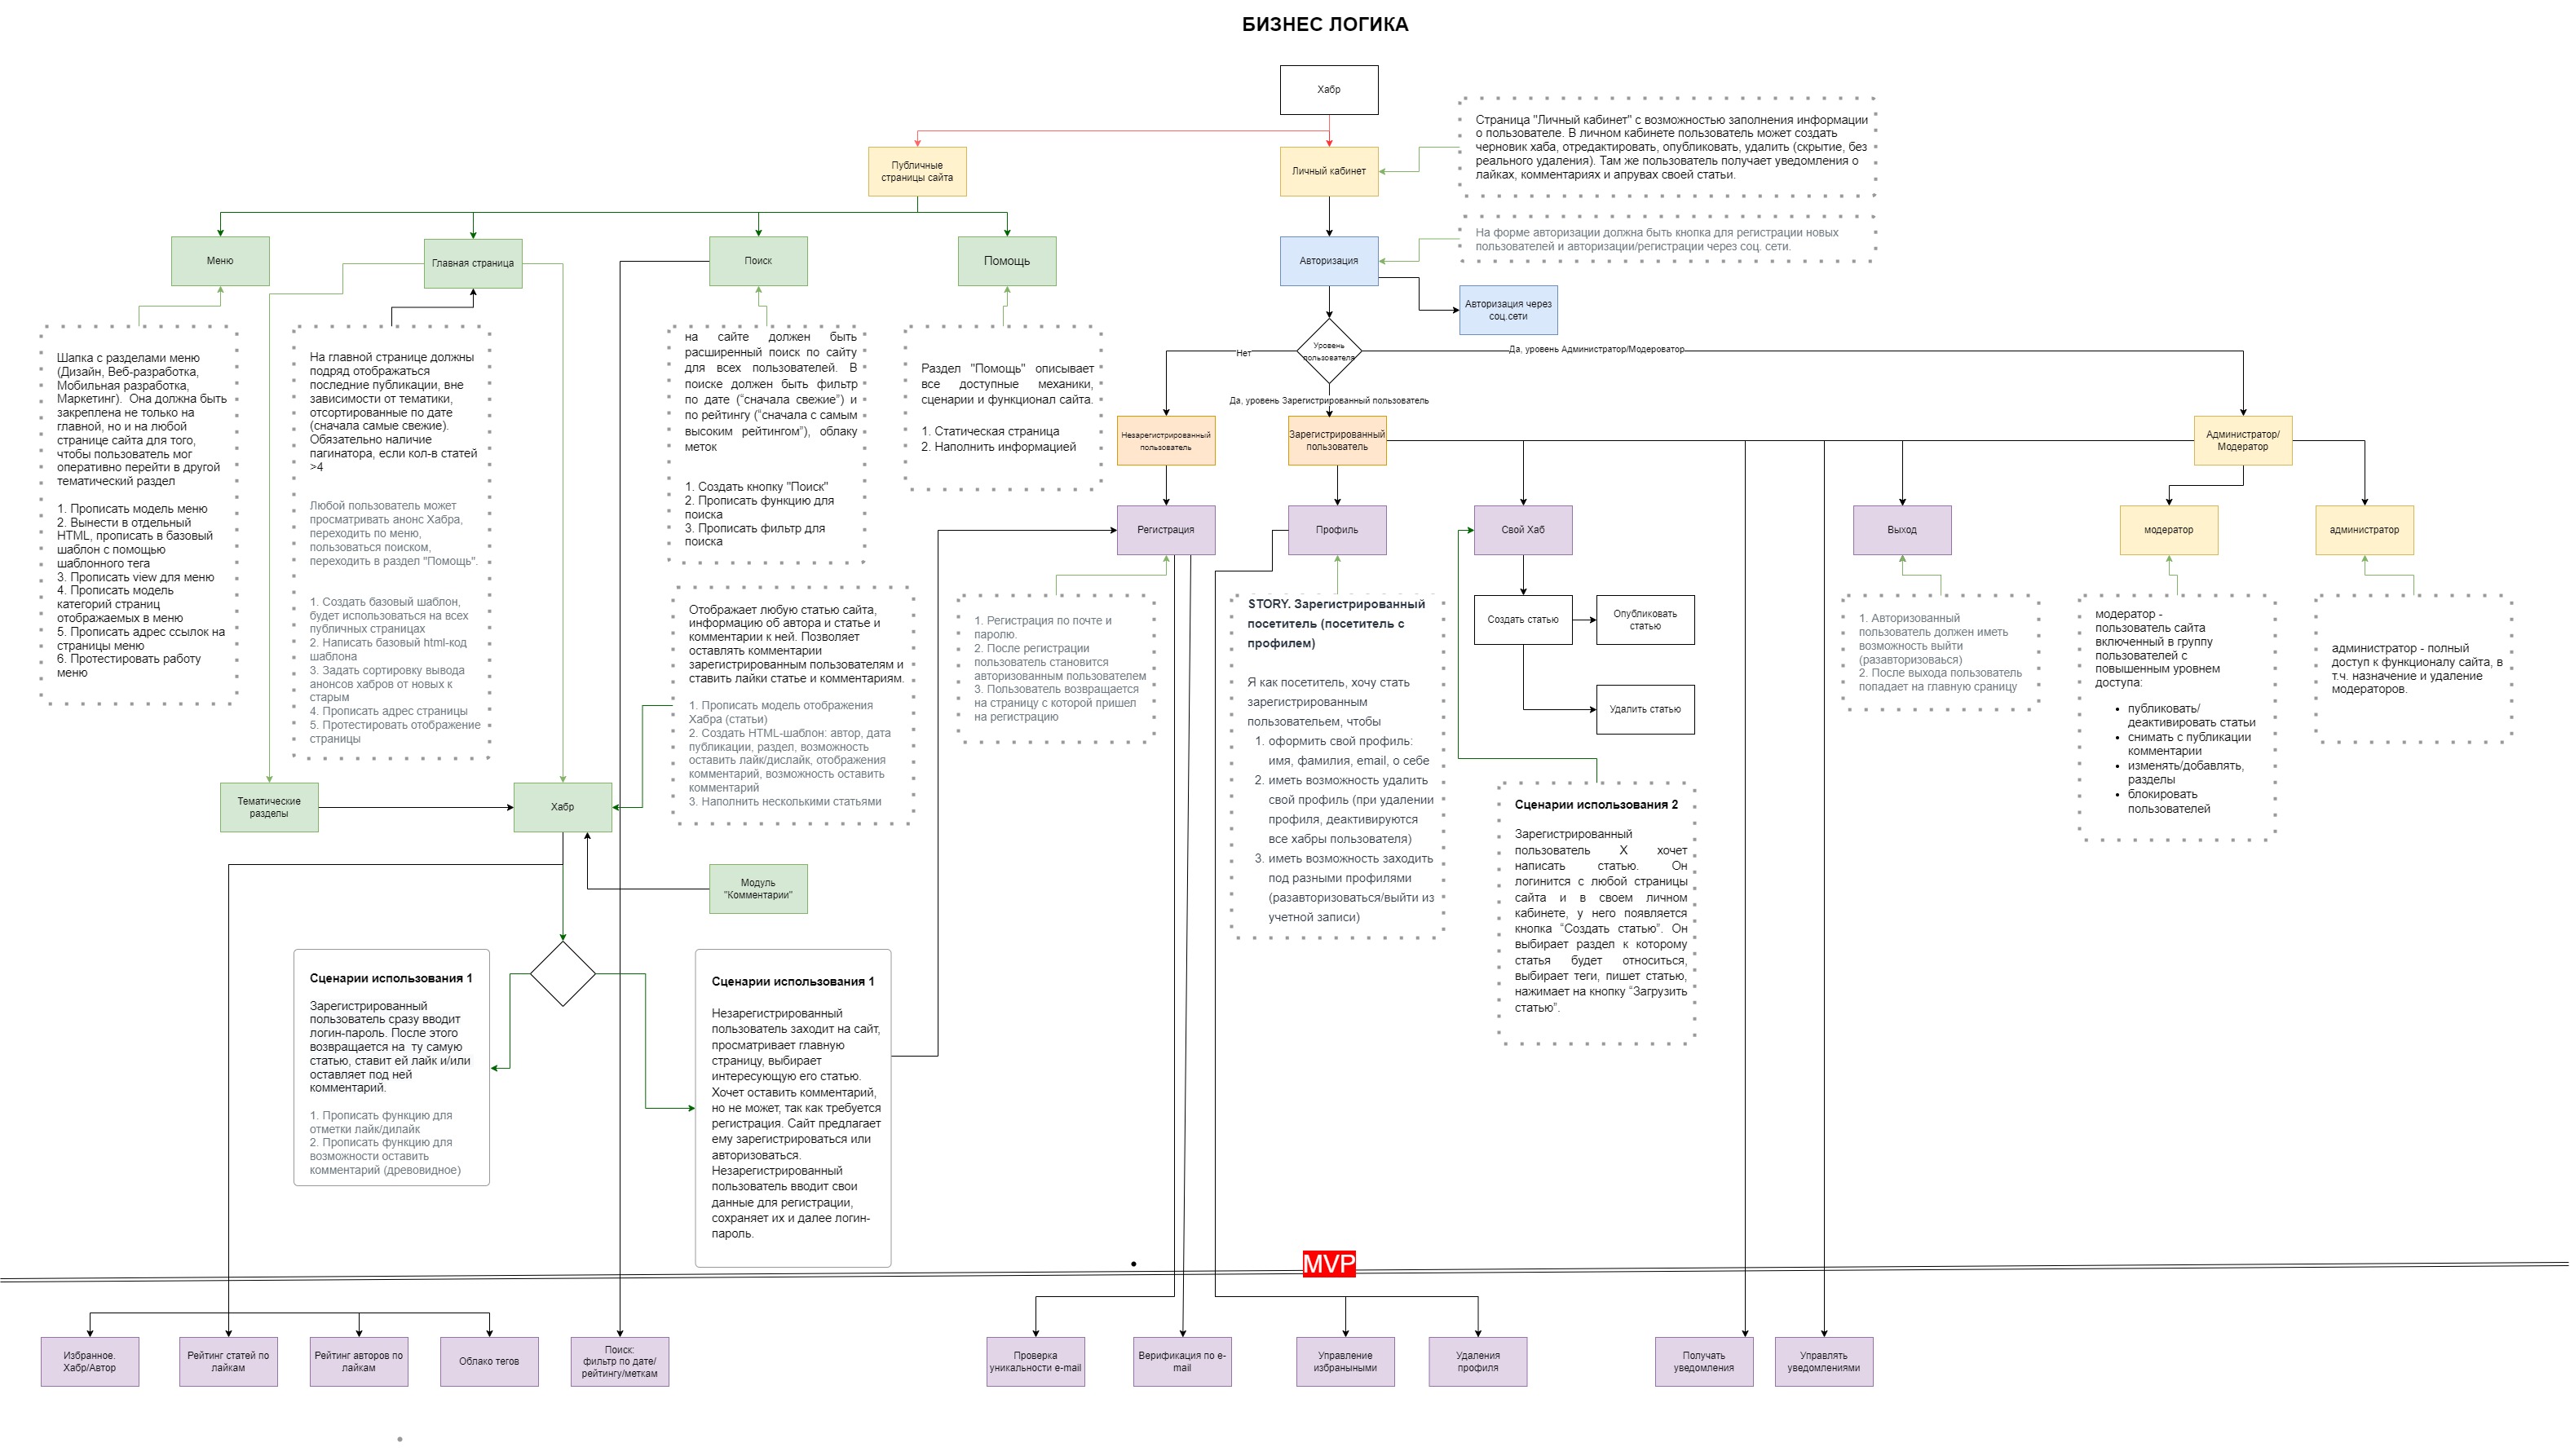 БИЗНЕС ЛОГИКА
Хабр
Страница "Личный кабинет" с возможностью заполнения информации
о пользователе. В личном кабинете пользователь может создать
черновик хаба, отредактировать, опубликовать, удалить (скрытие, без
реального удаления). Там же пользователь получает уведомления о
лайках, комментариях и апрувах своей статьи.
Публичные
страницы сайта
Личный кабинет
На форме авторизации должна быть кнопка для регистрации новых
пользователей и авторизации/регистрации через соц. сети.
Меню
Главная страница
Поиск
Помощь
Авторизация
Авторизация через
соц.сети
Уровень
пользователя
Нет
Да, уровень Администратор/Модероватор
Да, уровень Зарегистрированный пользователь
Шапка с разделами меню
(Дизайн, Веб-разработка,
Мобильная разработка,
Маркетинг).  Она должна быть
закреплена не только на
главной, но и на любой
странице сайта для того,
чтобы пользователь мог
оперативно перейти в другой
тематический раздел
1. Прописать модель меню
2. Вынести в отдельный
HTML, прописать в базовый
шаблон с помощью
шаблонного тега
3. Прописать view для меню
4. Прописать модель
категорий страниц
отображаемых в меню
5. Прописать адрес ссылок на
страницы меню
6. Протестировать работу
меню
На главной странице должны
подряд отображаться
последние публикации, вне
зависимости от тематики,
отсортированные по дате
(сначала самые свежие).
Обязательно наличие
пагинатора, если кол-в статей
>4
Любой пользователь может
просматривать анонс Хабра,
переходить по меню,
пользоваться поиском,
переходить в раздел "Помощь".
1. Создать базовый шаблон,
будет использоваться на всех
публичных страницах
2. Написать базовый html-код
шаблона
3. Задать сортировку вывода
анонсов хабров от новых к
старым
4. Прописать адрес страницы
5. Протестировать отображение
страницы
на сайте должен быть
расширенный поиск по сайту
для всех пользователей. В
поиске должен быть фильтр
по дате (“сначала свежие”) и
по рейтингу (“сначала с самым
высоким рейтингом”), облаку
меток
1. Создать кнопку "Поиск"
2. Прописать функцию для
поиска
3. Прописать фильтр для
поиска
Раздел "Помощь" описывает
все доступные механики,
сценарии и функционал сайта.
1. Статическая страница
2. Наполнить информацией
Незарегистрированный
пользователь
Зарегистрированный
пользователь
Администратор/
Модератор
Регистрация
Профиль
Свой Хаб
Выход
модератор
администратор
Отображает любую статью сайта,
информацию об автора и статье и
комментарии к ней. Позволяет
оставлять комментарии
зарегистрированным пользователям и
ставить лайки статье и комментариям.
1. Прописать модель отображения
Хабра (статьи)
2. Создать HTML-шаблон: автор, дата
публикации, раздел, возможность
оставить лайк/дислайк, отображения
комментарий, возможность оставить
комментарий
3. Наполнить несколькими статьями
1. Регистрация по почте и
паролю.
2. После регистрации
пользователь становится
авторизованным пользователем
3. Пользователь возвращается
на страницу с которой пришел
на регистрацию
STORY. Зарегистрированный
посетитель (посетитель с
профилем)
Я как посетитель, хочу стать
зарегистрированным
пользователем, чтобы
1. оформить свой профиль:
имя, фамилия, email, о себе
2. иметь возможность удалить
свой профиль (при удалении
профиля, деактивируются
все хабры пользователя)
3. иметь возможность заходить
под разными профилями
(разавторизоваться/выйти из
учетной записи)
Создать статью
Опубликовать
статью
Удалить статью
1. Авторизованный
пользователь должен иметь
возможность выйти
(разавторизоваься)
2. После выхода пользователь
попадает на главную сраницу
модератор -
пользователь сайта
включенный в группу
пользователей с
повышенным уровнем
доступа:
• публиковать/
деактивировать статьи
• снимать с публикации
комментарии
• изменять/добавлять,
разделы
• блокировать
пользователей
администратор - полный
доступ к функционалу сайта, в
т.ч. назначение и удаление
модераторов.
Тематические
разделы
Хабр
Модуль
"Комментарии"
Сценарии использования 2
Зарегистрированный
пользователь X хочет
написать статью. Он
логинится с любой страницы
сайта и в своем личном
кабинете, у него появляется
кнопка “Создать статью”. Он
выбирает раздел к которому
статья будет относиться,
выбирает теги, пишет статью,
нажимает на кнопку “Загрузить
статью”.
Сценарии использования 1
Зарегистрированный
пользователь сразу вводит
логин-пароль. После этого
возвращается на  ту самую
статью, ставит ей лайк и/или
оставляет под ней
комментарий.
1. Прописать функцию для
отметки лайк/дилайк
2. Прописать функцию для
возможности оставить
комментарий (древовидное)
Сценарии использования 1
Незарегистрированный
пользователь заходит на сайт,
просматривает главную
страницу, выбирает
интересующую его статью.
Хочет оставить комментарий,
но не может, так как требуется
регистрация. Сайт предлагает
ему зарегистрироваться или
авторизоваться.
Незарегистрированный
пользователь вводит свои
данные для регистрации,
сохраняет их и далее логин-
пароль.
MVP
Избранное.
Хабр/Автор
Рейтинг статей по
лайкам
Рейтинг авторов по
лайкам
Облако тегов
Поиск:
фильтр по дате/
рейтингу/меткам
Проверка
уникальности e-mail
Верификация по e-
mail
Управление
избраныными
Удаления
профиля
Получать
уведомления
Управлять
уведомлениями